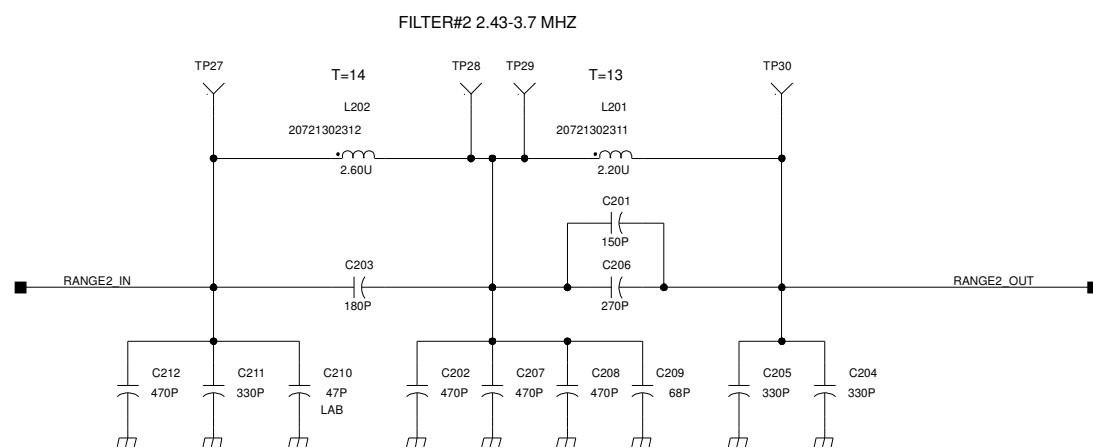 FILTER#2 2.43-3.7 MHZ
TP27
T=14
TP28
TP29
T=13
TP30
L202
L201
20721302312
20721302311
2.60U
2.20U
C201
150P
RANGE2_IN
C203
C206
RANGE2_OUT
180P
270P
C212
470P
C211
330P
C210
47P
LAB
C202
470P
C207
470P
C208
470P
C209
68P
C205
330P
C204
330P